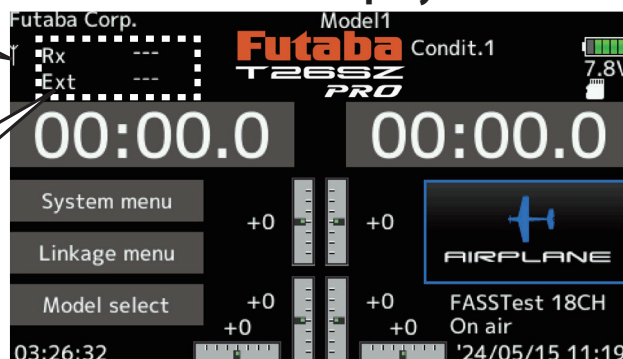 Futaba Corp.
Model1
Rx ---
Ext ---
Futaba
T26SZ
PRO
Condit.1
7.8V
00:00.0
00:00.0
System menu
Linkage menu
Model select
+0
+0
+0
+0
+0
+0
AIRPLANE
FASSTest 18CH
On air
03:26:32
'24/05/15 11:19